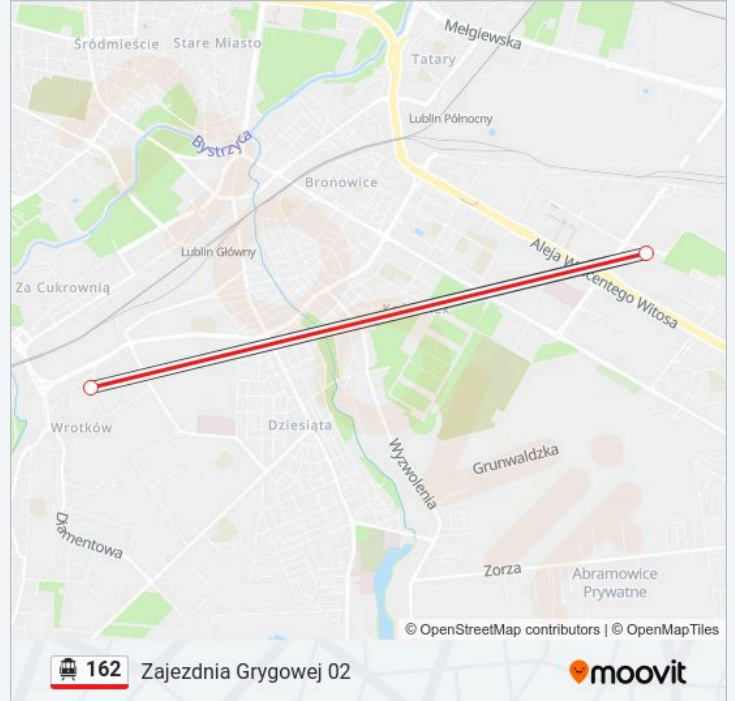 Mełgiewska
Śródmieście
Stare Miasto
Tatary
Lublin Północny
Bystrzyca
Bronowice
Lublin Główny
Aleja Wincentego Witosa
Za Cukrownią
Wrotków
Dziesiąta
Wyzwolenia
Grunwaldzka
Diamentowa
Zorza
Abramowice
Prywatne
© OpenStreetMap contributors | © OpenMapTiles
162 Zajezdnia Grygowej 02
moovit